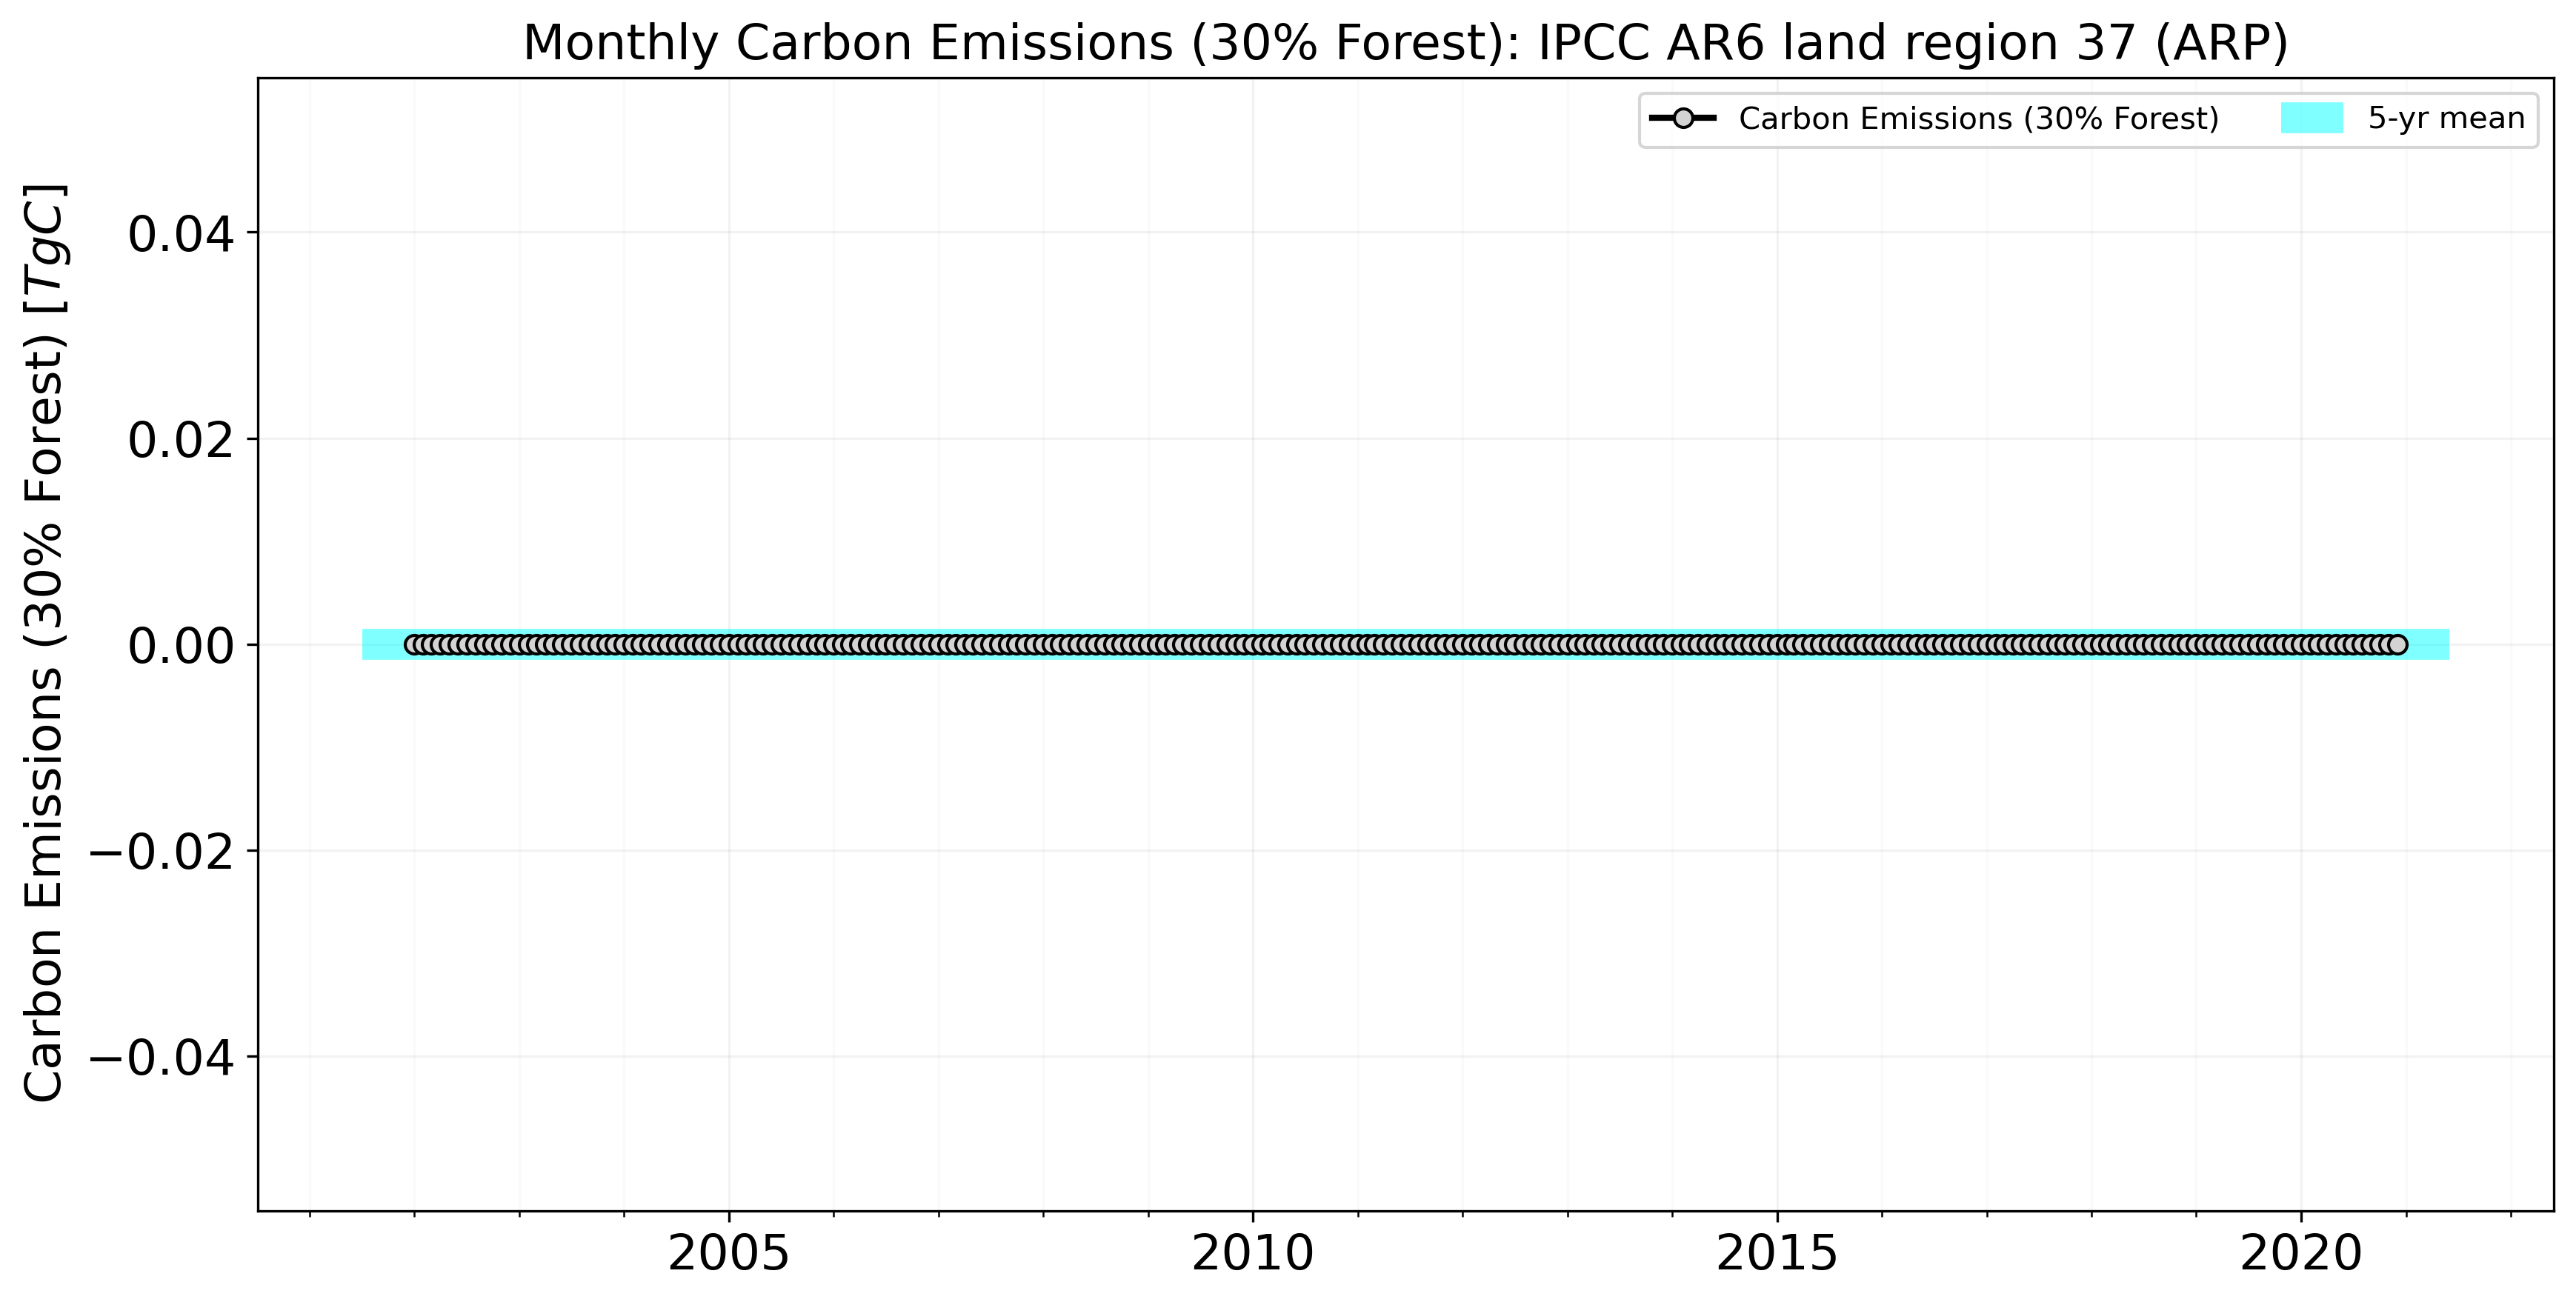 Monthly Carbon Emissions (30% Forest): IPCC AR6 land region 37 (ARP)
Carbon Emissions (30% Forest)
5-yr mean
Carbon Emissions (30% Forest) [TgC]
0.04
0.02
0.00
−0.02
−0.04
2005
2010
2015
2020